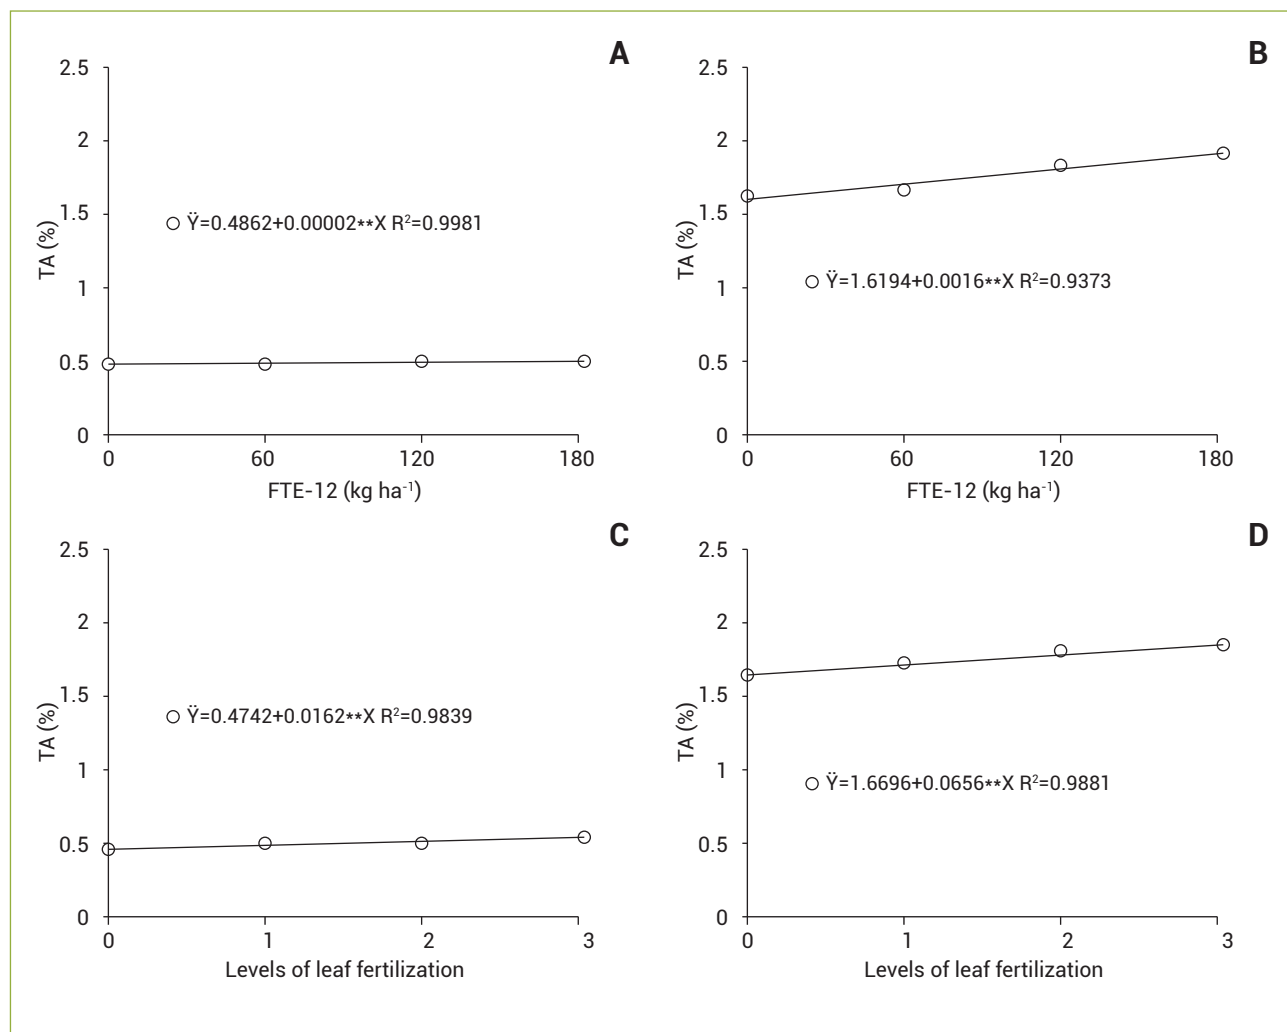 A
2.5
2
1.5
1
0.5
0
TA (%)
Ÿ=0.4862+0.00002**X R²=0.9981
0 60 120 180
FTE-12 (kg ha⁻¹)
B
2.5
2
1.5
1
0.5
0
TA (%)
Ÿ=1.6194+0.0016**X R²=0.9373
0 60 120 180
FTE-12 (kg ha⁻¹)
C
2.5
2
1.5
1
0.5
0
TA (%)
Ÿ=0.4742+0.0162**X R²=0.9839
0 1 2 3
Levels of leaf fertilization
D
2.5
2
1.5
1
0.5
0
TA (%)
Ÿ=1.6696+0.0656**X R²=0.9881
0 1 2 3
Levels of leaf fertilization